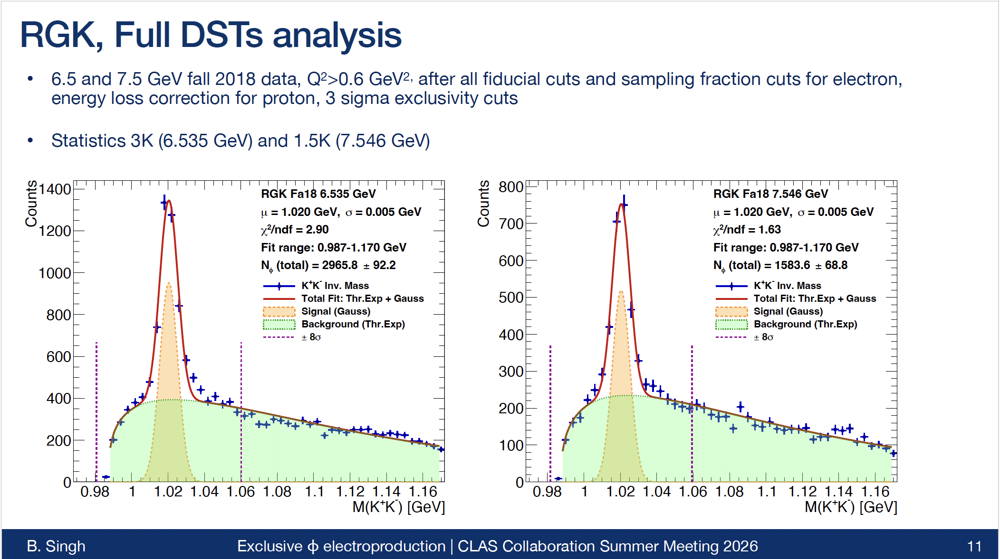 RGK, Full DSTs analysis
• 6.5 and 7.5 GeV fall 2018 data, Q²>0.6 GeV², after all fiducial cuts and sampling fraction cuts for electron,
energy loss correction for proton, 3 sigma exclusivity cuts
• Statistics 3K (6.535 GeV) and 1.5K (7.546 GeV)
Counts
1400
1200
1000
800
600
400
200
0
0.98 1 1.02 1.04 1.06 1.08 1.1 1.12 1.14 1.16
M(K⁺K⁻) [GeV]
RGK Fa18 6.535 GeV
μ = 1.020 GeV, σ = 0.005 GeV
χ²/ndf = 2.90
Fit range: 0.987-1.170 GeV
Nϕ (total) = 2965.8 ± 92.2
K⁺K⁻ Inv. Mass
Total Fit: Thr.Exp + Gauss
Signal (Gauss)
Background (Thr.Exp)
± 8σ
Counts
800
700
600
500
400
300
200
100
0
0.98 1 1.02 1.04 1.06 1.08 1.1 1.12 1.14 1.16
M(K⁺K⁻) [GeV]
RGK Fa18 7.546 GeV
μ = 1.020 GeV, σ = 0.005 GeV
χ²/ndf = 1.63
Fit range: 0.987-1.170 GeV
Nϕ (total) = 1583.6 ± 68.8
K⁺K⁻ Inv. Mass
Total Fit: Thr.Exp + Gauss
Signal (Gauss)
Background (Thr.Exp)
± 8σ
B. Singh
Exclusive ϕ electroproduction | CLAS Collaboration Summer Meeting 2026
11